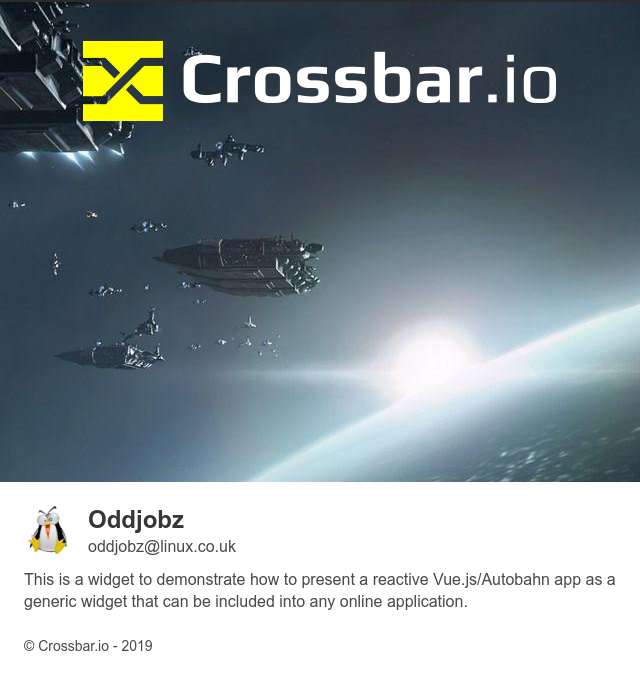 Crossbar.io
Oddjobz
oddjobz@linux.co.uk
This is a widget to demonstrate how to present a reactive Vue.js/Autobahn app as a
generic widget that can be included into any online application.
© Crossbar.io - 2019